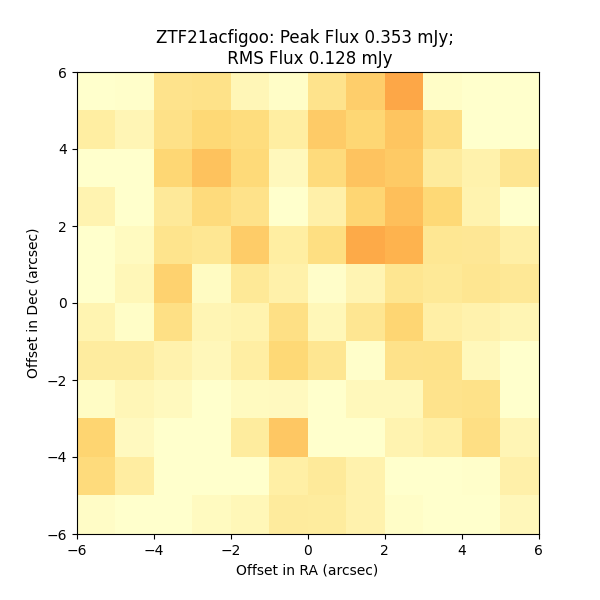 ZTF21acfigoo: Peak Flux 0.353 mJy;
RMS Flux 0.128 mJy
6
4
2
0
−2
−4
−6
Offset in Dec (arcsec)
−6 −4 −2 0 2 4 6
Offset in RA (arcsec)